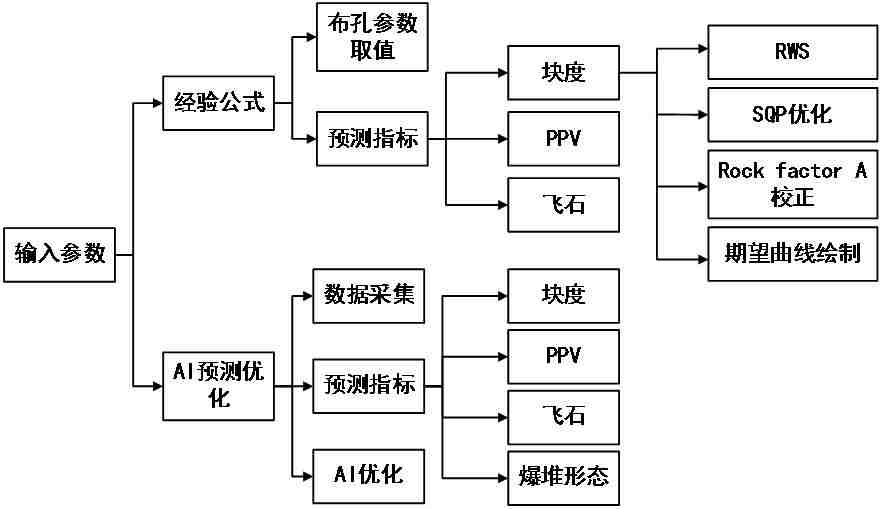 布孔参数
取值
RWS
块度
经验公式
SQP优化
预测指标
PPV
Rock factor A
校正
飞石
输入参数
期望曲线绘制
数据采集
块度
AI预测优
化
PPV
预测指标
飞石
AI优化
爆堆形态